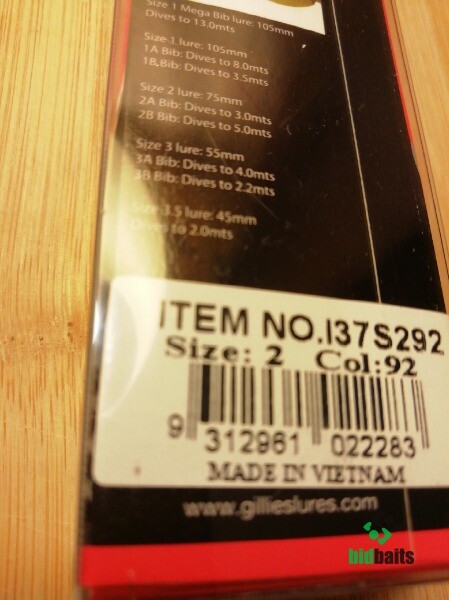 Size 1 Mega Bib lure: 105mm
Dives to 13.0mts
Size 1 lure: 105mm
1A Bib: Dives to 8.0mts
1B Bib: Dives to 3.5mts
Size 2 lure: 75mm
2A Bib: Dives to 3.0mts
2B Bib: Dives to 5.0mts
Size 3 lure: 55mm
3A Bib: Dives to 4.0mts
3B Bib: Dives to 2.2mts
Size 3.5 lure: 45mm
Dives to 2.0mts
ITEM NO.I37S292
Size: 2 Col:92
9 312961 022283
MADE IN VIETNAM
www.gillieslures.com
bidbaits